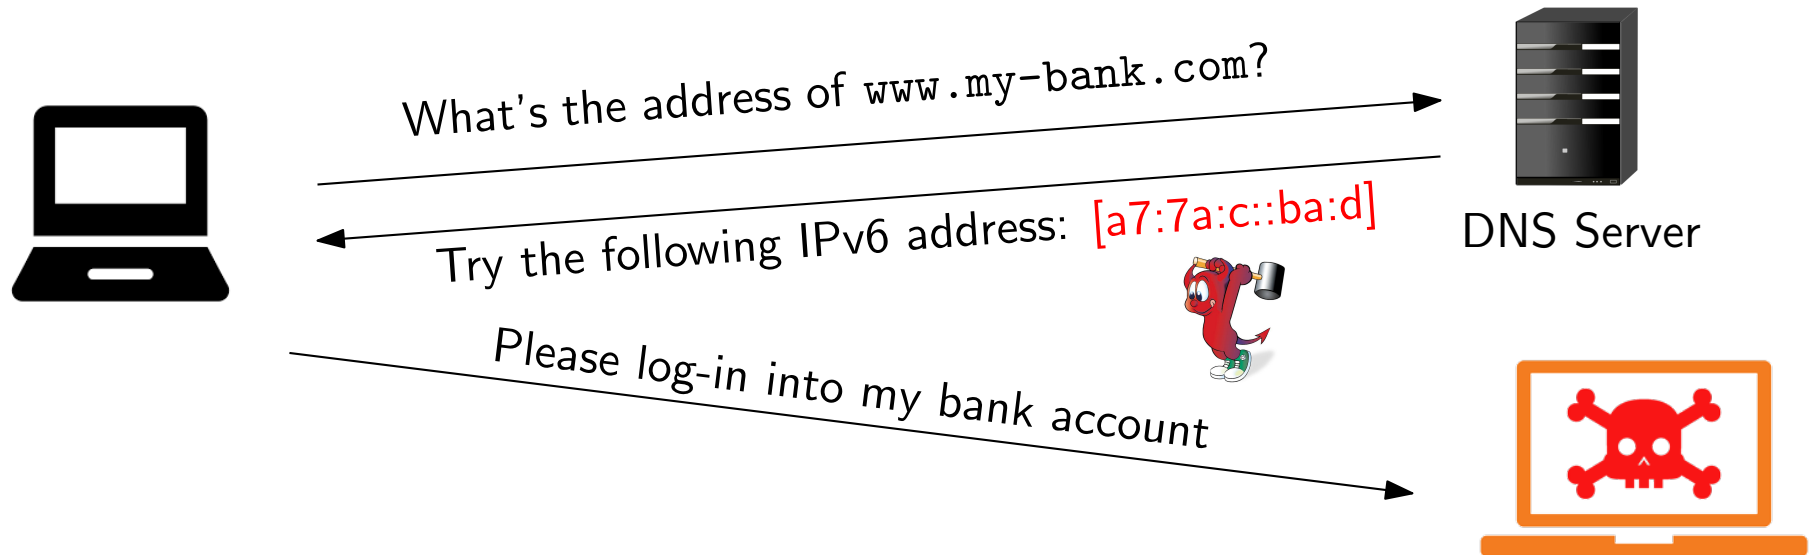 What's the address of www.my-bank.com?
Try the following IPv6 address: [a7:7a:c::ba:d]
DNS Server
Please log-in into my bank account